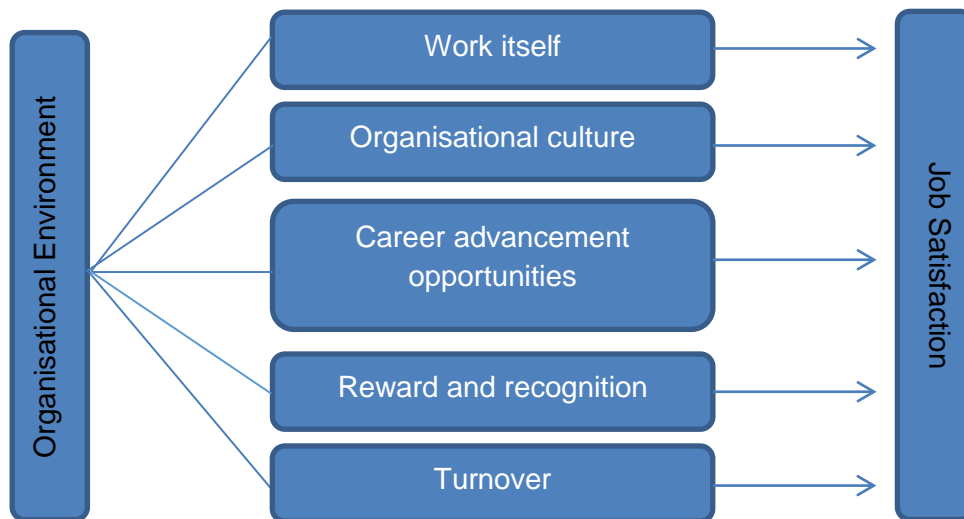 Organisational Environment
Work itself
Organisational culture
Career advancement
opportunities
Reward and recognition
Turnover
Job Satisfaction